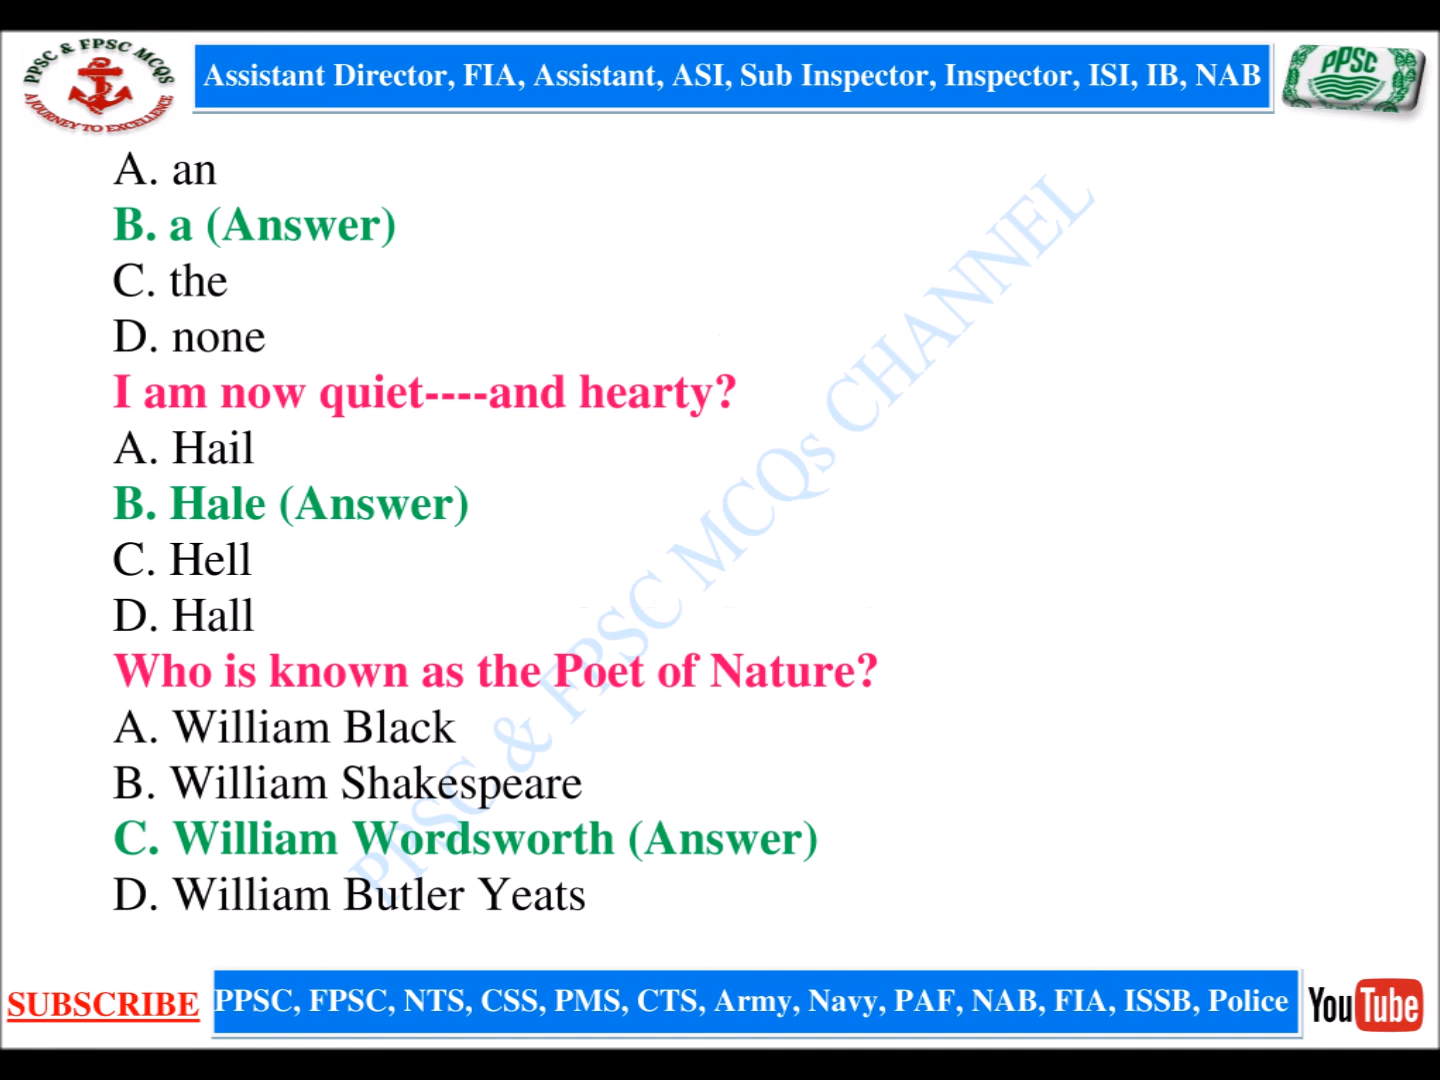 PPSC & FPSC MCQS
A JOURNEY TO EXCELLENCE
Assistant Director, FIA, Assistant, ASI, Sub Inspector, Inspector, ISI, IB, NAB
PPSC
A. an
B. a (Answer)
C. the
D. none
I am now quiet----and hearty?
A. Hail
B. Hale (Answer)
C. Hell
D. Hall
Who is known as the Poet of Nature?
A. William Black
B. William Shakespeare
C. William Wordsworth (Answer)
D. William Butler Yeats
PPSC & FPSC MCQs CHANNEL
SUBSCRIBE
PPSC, FPSC, NTS, CSS, PMS, CTS, Army, Navy, PAF, NAB, FIA, ISSB, Police
YouTube